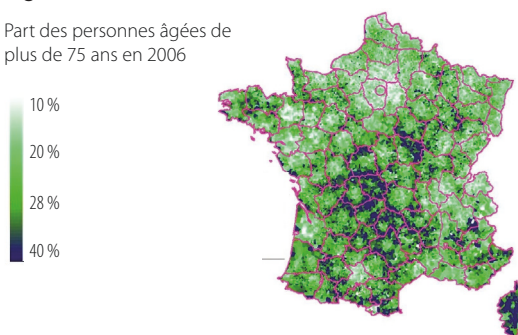 Part des personnes âgées de
plus de 75 ans en 2006
10 %
20 %
28 %
40 %